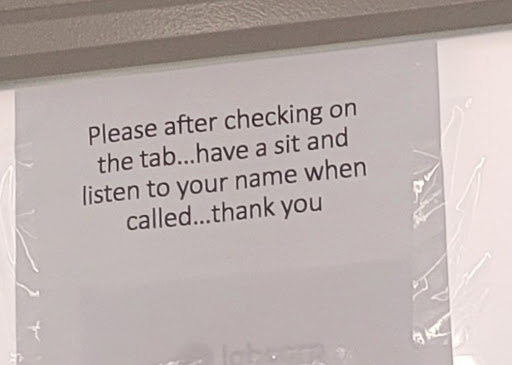 Please after checking on
the tab...have a sit and
listen to your name when
called...thank you